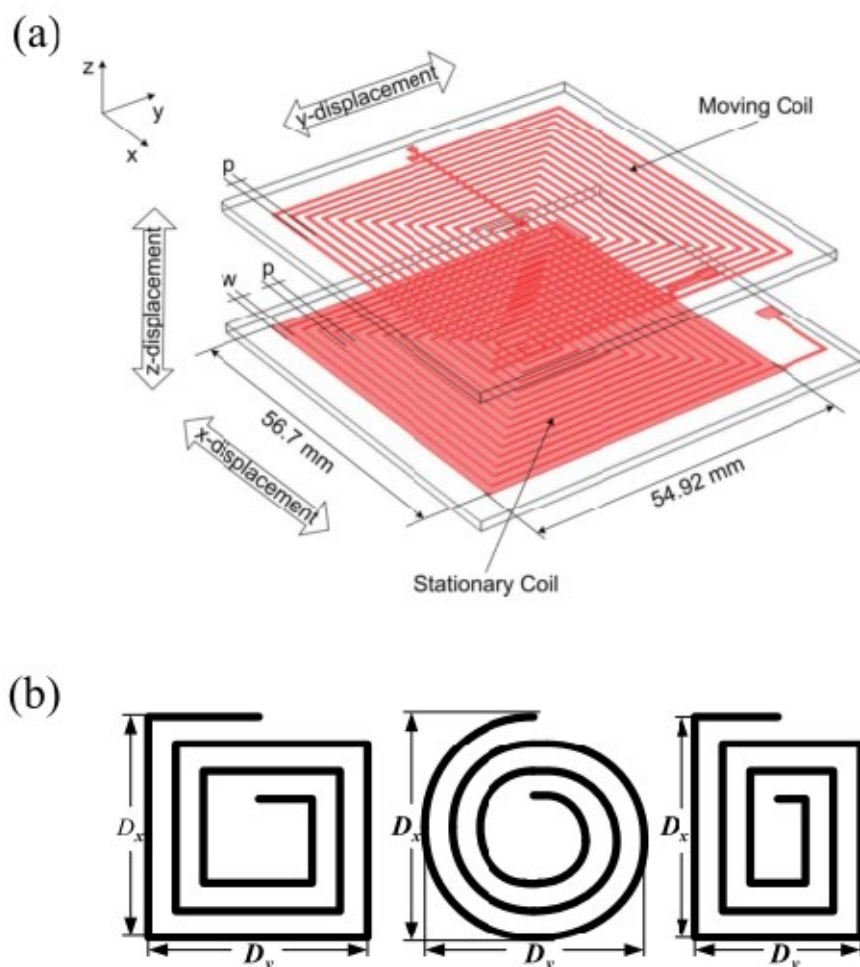 (a)
z
y
x
y-displacement
Moving Coil
p
z-displacement
w
p
x-displacement
56.7 mm
54.92 mm
Stationary Coil
(b)
Dx
Dy
Dx
Dy
Dx
Dy